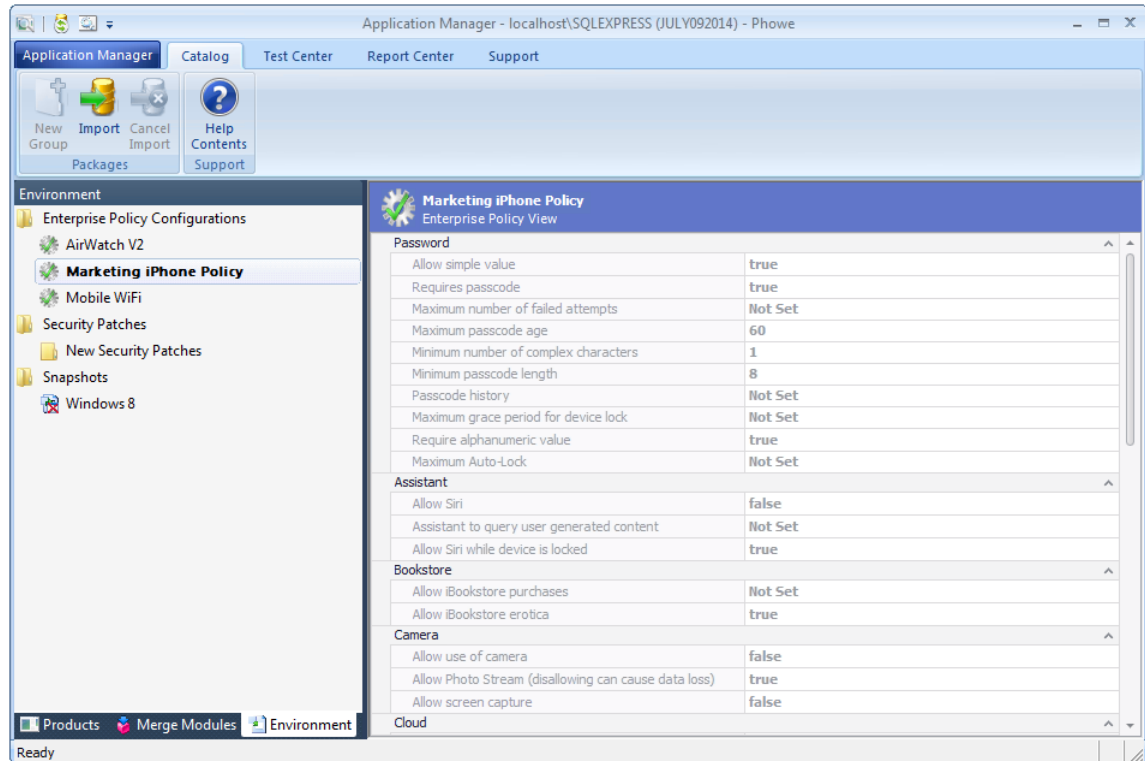 Application Manager - localhost\SQLEXPRESS (JULY092014) - Phowe
Application Manager Catalog Test Center Report Center Support
New Group Import Cancel Import Help Contents
Packages Support
Environment
Enterprise Policy Configurations
AirWatch V2
Marketing iPhone Policy
Mobile WiFi
Security Patches
New Security Patches
Snapshots
Windows 8
Products Merge Modules Environment
Marketing iPhone Policy
Enterprise Policy View
Password
Allow simple value true
Requires passcode true
Maximum number of failed attempts Not Set
Maximum passcode age 60
Minimum number of complex characters 1
Minimum passcode length 8
Passcode history Not Set
Maximum grace period for device lock Not Set
Require alphanumeric value true
Maximum Auto-Lock Not Set
Assistant
Allow Siri false
Assistant to query user generated content Not Set
Allow Siri while device is locked true
Bookstore
Allow iBookstore purchases Not Set
Allow iBookstore erotica true
Camera
Allow use of camera false
Allow Photo Stream (disallowing can cause data loss) true
Allow screen capture false
Cloud
Ready